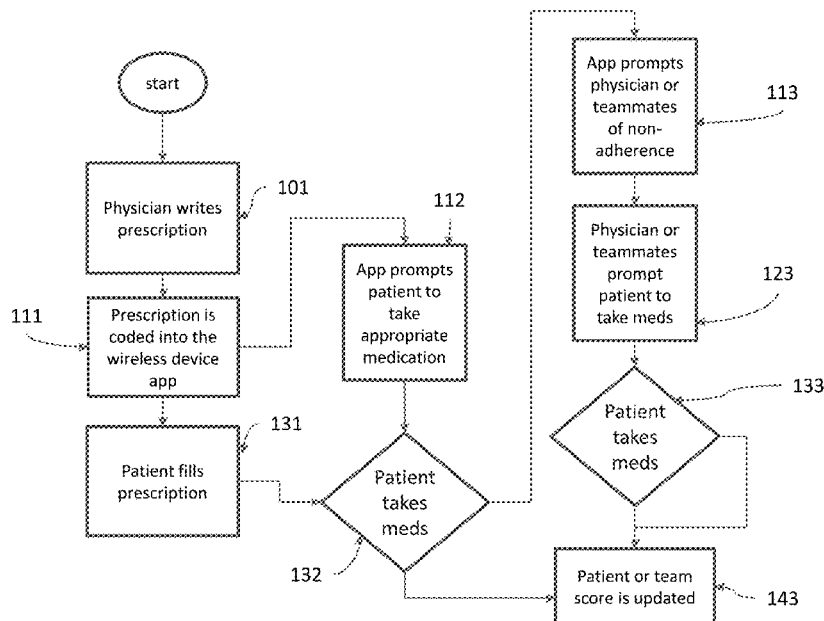 start
Physician writes
prescription
101
111
Prescription is
coded into the
wireless device
app
Patient fills
prescription
131
112
App prompts
patient to
take
appropriate
medication
Patient
takes
meds
132
App prompts
physician or
teammates
of non-
adherence
113
Physician or
teammates
prompt
patient to
take meds
123
Patient
takes
meds
133
Patient or team
score is updated
143